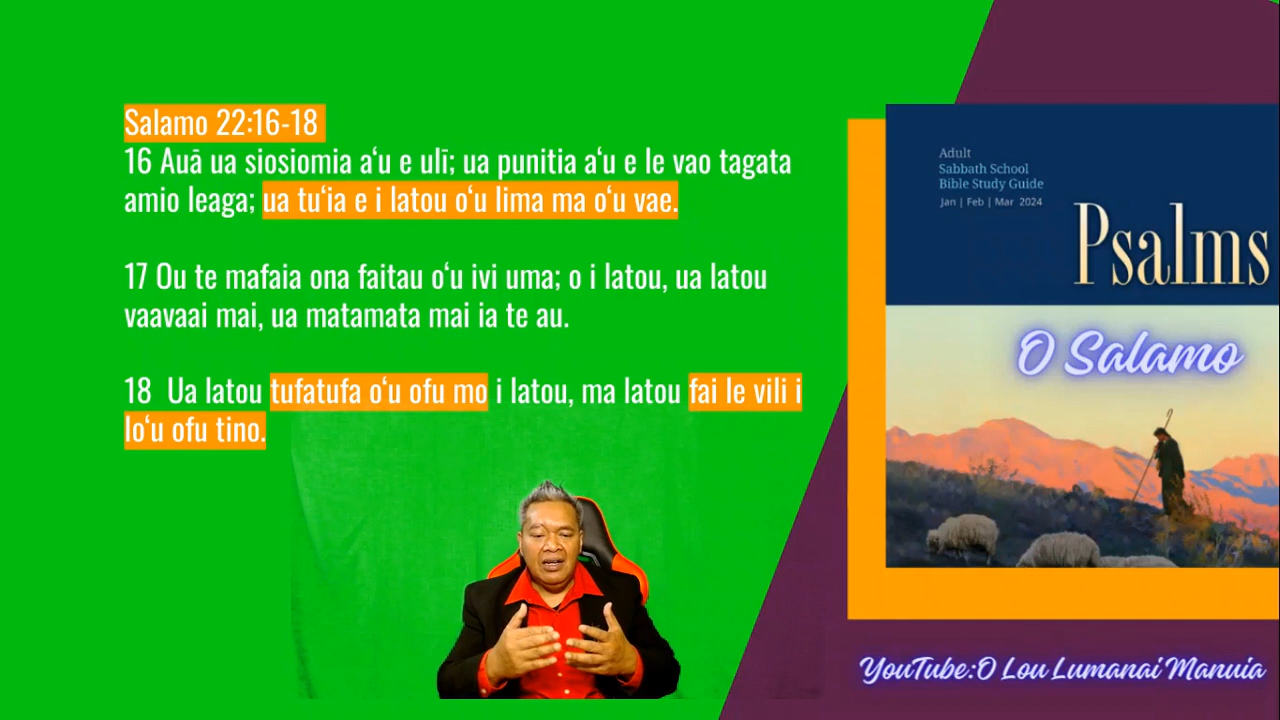 Salamo 22:16-18
16 Auā ua siosiomia a‘u e ulī; ua punitia a‘u e le vao tagata
amio leaga; ua tu‘ia e i latou o‘u lima ma o‘u vae.
17 Ou te mafaia ona faitau o‘u ivi uma; o i latou, ua latou
vaavaai mai, ua matamata mai ia te au.
18  Ua latou tufatufa o‘u ofu mo i latou, ma latou fai le vili i
lo‘u ofu tino.
Adult
Sabbath School
Bible Study Guide
Jan | Feb | Mar 2024
Psalms
O Salamo
YouTube:O Lou Lumanai Manuia